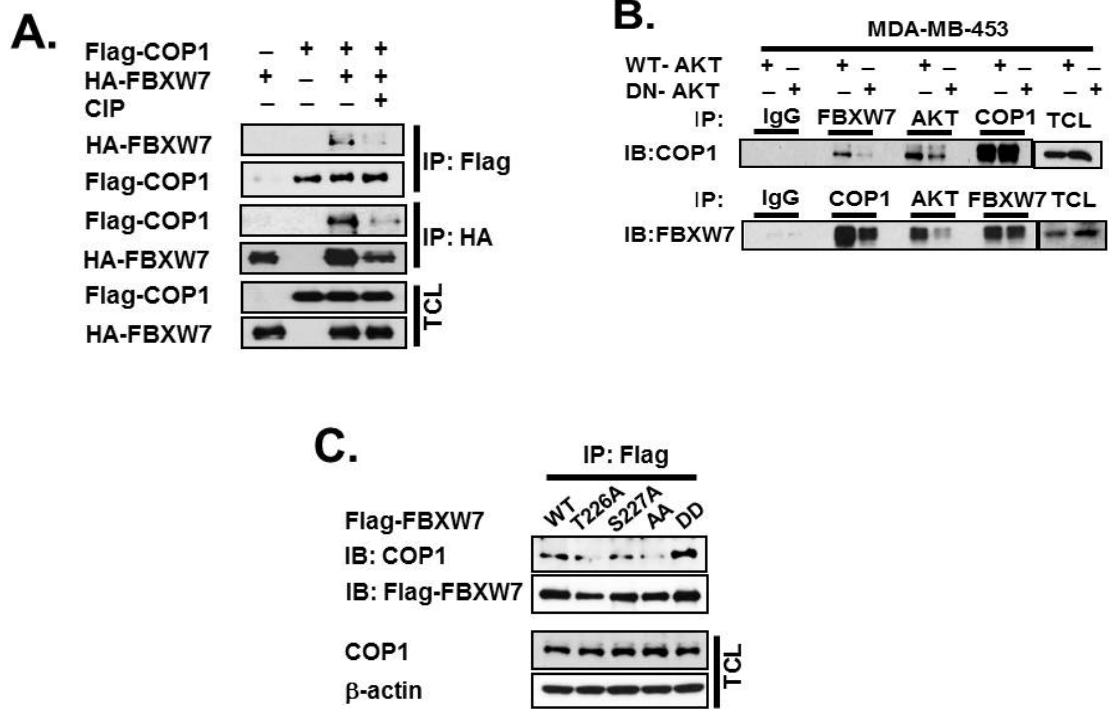 A.
Flag-COP1 – + + +
HA-FBXW7 + – + +
CIP – – – +
HA-FBXW7
Flag-COP1
IP: Flag
Flag-COP1
HA-FBXW7
IP: HA
Flag-COP1
HA-FBXW7
TCL
B.
MDA-MB-453
WT- AKT + – + – + – + – + –
DN- AKT – + – + – + – + – +
IP: IgG FBXW7 AKT COP1 TCL
IB:COP1
IP: IgG COP1 AKT FBXW7 TCL
IB:FBXW7
C.
IP: Flag
Flag-FBXW7 WT T226A S227A AA DD
IB: COP1
IB: Flag-FBXW7
COP1
β-actin
TCL